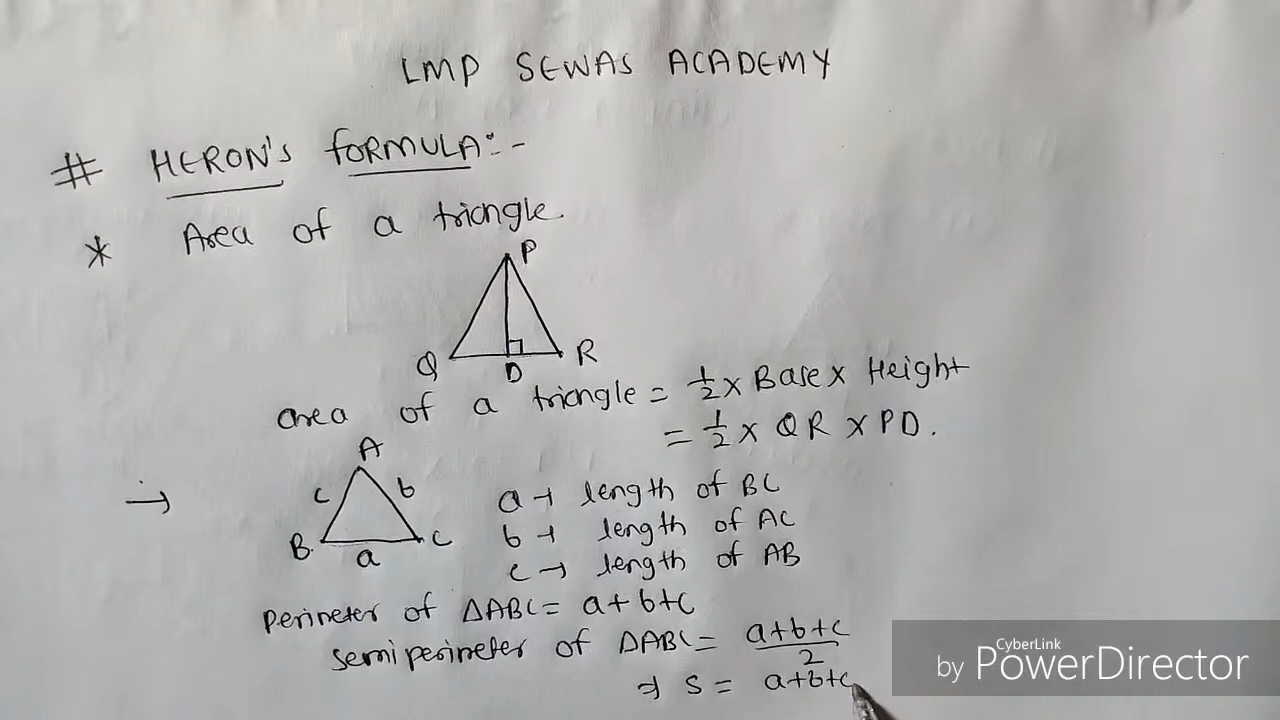 LMP SEWAS ACADEMY
# HERON'S FORMULA:-
* Area of a triangle.
P
Q D R
area of a triangle = 1/2 × Base × Height
= 1/2 × QR × PD.
→ A
c b
B a C
a → length of BC
b → length of AC
c → length of AB
Perimeter of ΔABC = a+b+c
Semiperimeter of ΔABC = a+b+c/2
⇒ S = a+b+c
CyberLink
by PowerDirector